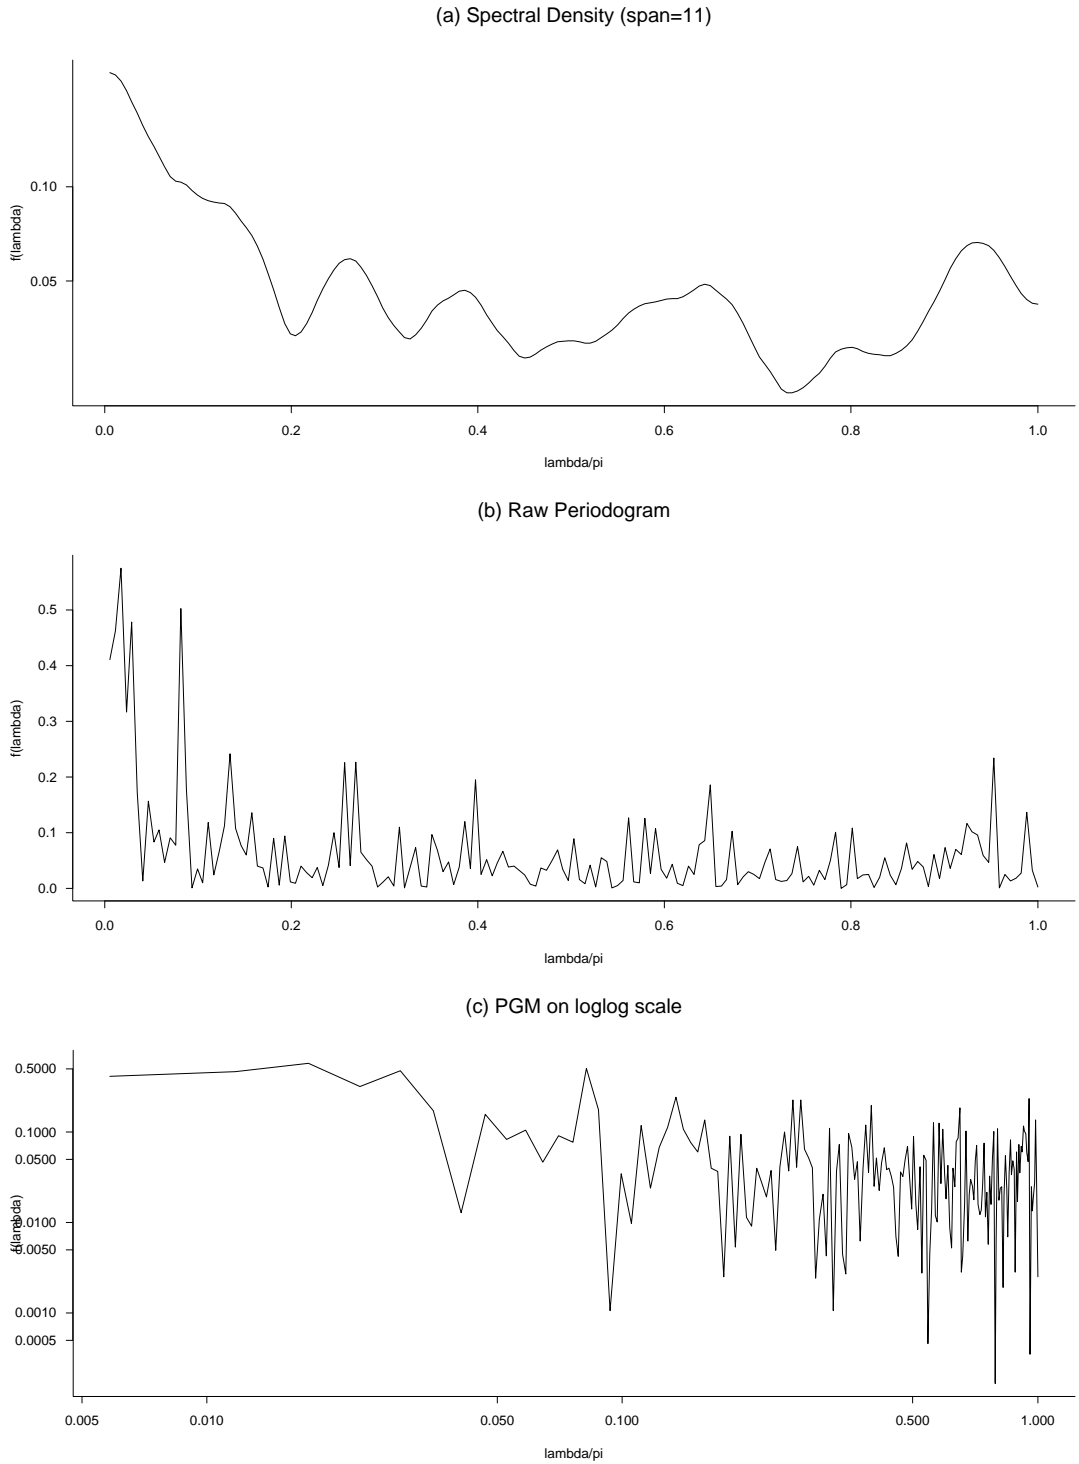 (a) Spectral Density (span=11)
0.10
0.05
f(lambda)
0.0 0.2 0.4 0.6 0.8 1.0
lambda/pi
(b) Raw Periodogram
0.5
0.4
0.3
0.2
0.1
0.0
f(lambda)
0.0 0.2 0.4 0.6 0.8 1.0
lambda/pi
(c) PGM on loglog scale
0.5000
0.1000
0.0500
0.0100
0.0050
0.0010
0.0005
f(lambda)
0.005 0.010 0.050 0.100 0.500 1.000
lambda/pi